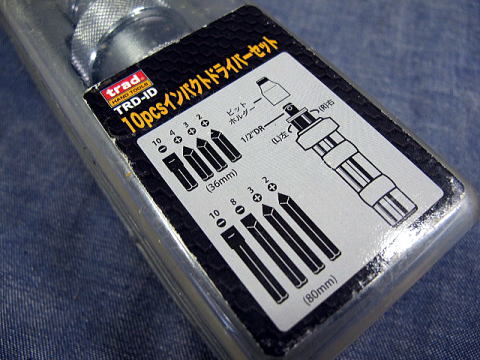 trad.
HAND TOOLS
TRD-ID
10pcsインパクトドライバーセット
ビット
ホルダー
1/2"DR
(R)右
(L)左
10 4 3 2
(36mm)
10 8 3 2
(80mm)